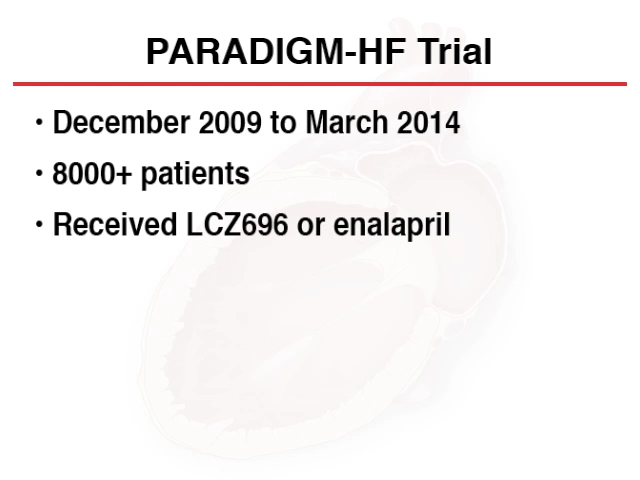 PARADIGM-HF Trial
• December 2009 to March 2014
• 8000+ patients
• Received LCZ696 or enalapril